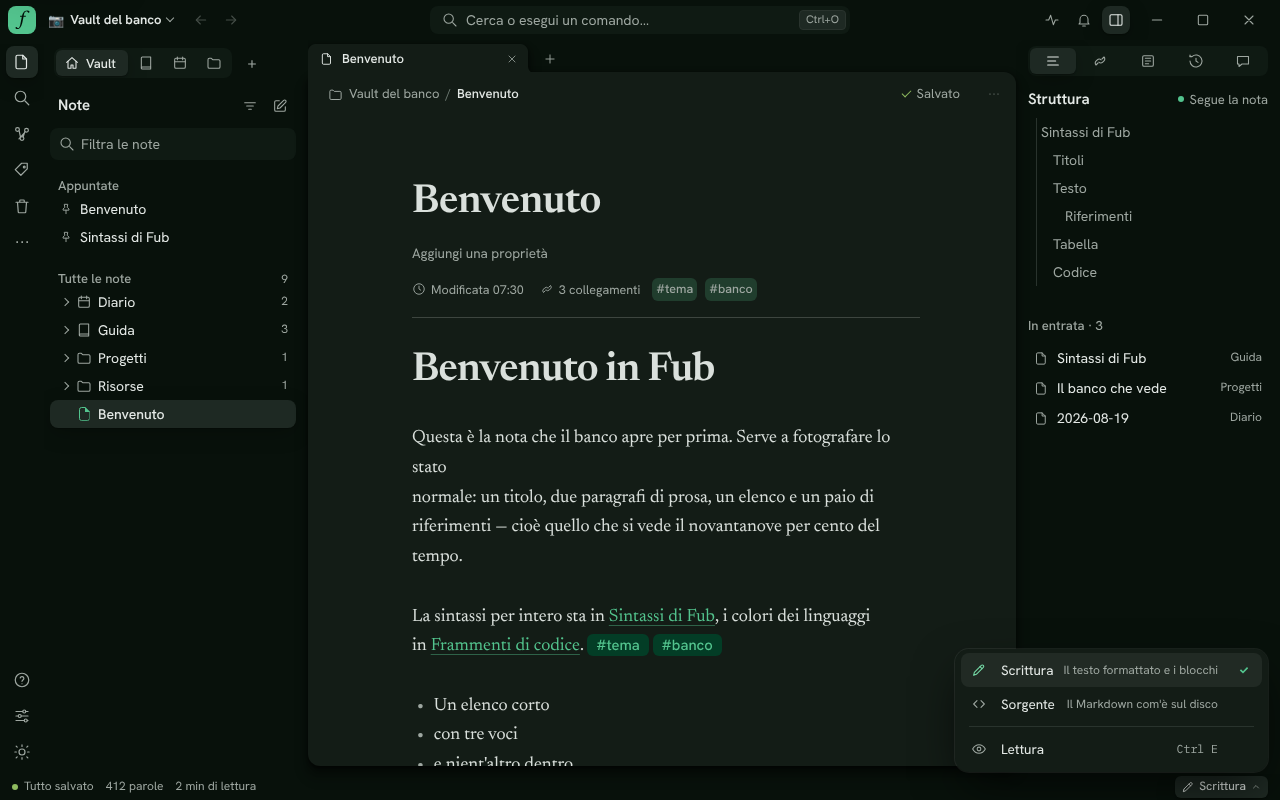 f
Vault del banco
Cerca o esegui un comando...
Ctrl+O
Vault
Note
Filtra le note
Appuntate
Benvenuto
Sintassi di Fub
Tutte le note 9
Diario 2
Guida 3
Progetti 1
Risorse 1
Benvenuto
Benvenuto
Vault del banco / Benvenuto
Salvato
Benvenuto
Aggiungi una proprietà
Modificata 07:30 3 collegamenti #tema #banco
Benvenuto in Fub
Questa è la nota che il banco apre per prima. Serve a fotografare lo
stato
normale: un titolo, due paragrafi di prosa, un elenco e un paio di
riferimenti — cioè quello che si vede il novantanove per cento del
tempo.
La sintassi per intero sta in Sintassi di Fub, i colori dei linguaggi
in Frammenti di codice. #tema #banco
• Un elenco corto
• con tre voci
• e nient'altro dentro
Struttura
Segue la nota
Sintassi di Fub
Titoli
Testo
Riferimenti
Tabella
Codice
In entrata · 3
Sintassi di Fub Guida
Il banco che vede Progetti
2026-08-19 Diario
Scrittura Il testo formattato e i blocchi
Sorgente Il Markdown com'è sul disco
Lettura Ctrl E
Tutto salvato 412 parole 2 min di lettura
Scrittura